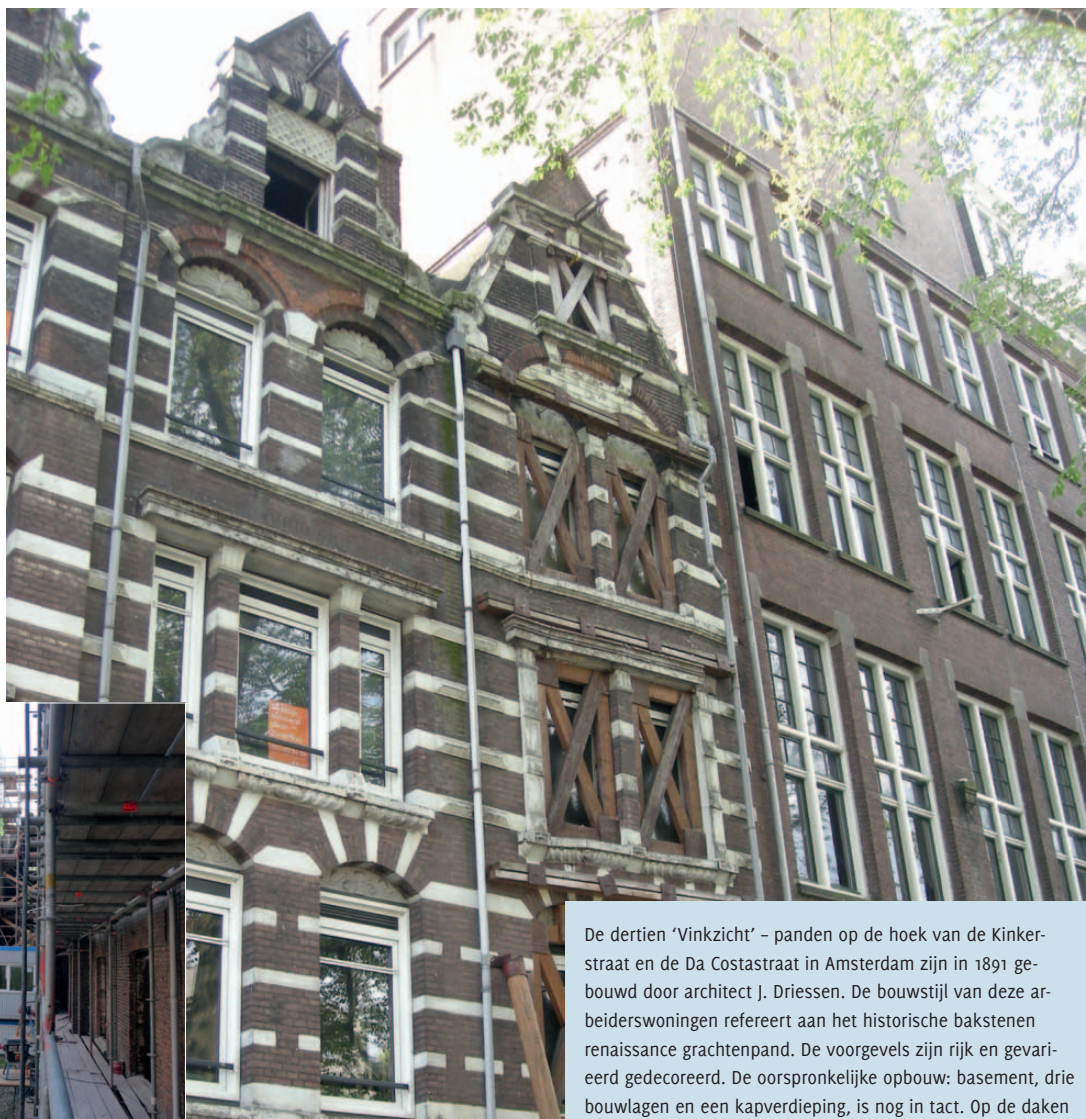 De dertien ‘Vinkzicht’ – panden op de hoek van de Kinker-
straat en de Da Costastraat in Amsterdam zijn in 1891 ge-
bouwd door architect J. Driessen. De bouwstijl van deze ar-
beiderswoningen refereert aan het historische bakstenen
renaissance grachtenpand. De voorgevels zijn rijk en gevari-
eerd gedecoreerd. De oorspronkelijke opbouw: basement, drie
bouwlagen en een kapverdieping, is nog in tact. Op de daken